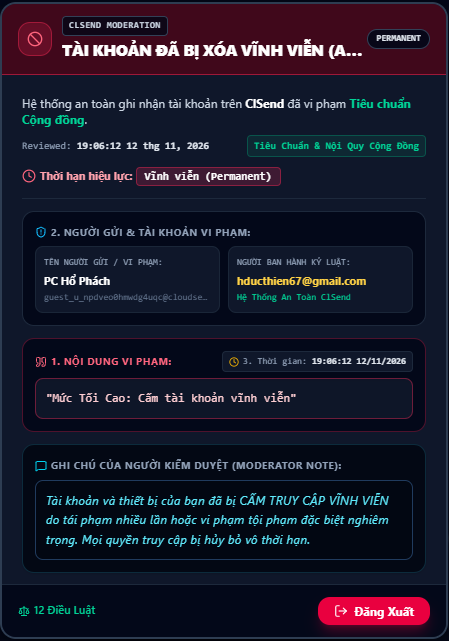 CLSEND MODERATION
TÀI KHOẢN ĐÃ BỊ XÓA VĨNH VIỄN (A...
PERMANENT
Hệ thống an toàn ghi nhận tài khoản trên ClSend đã vi phạm Tiêu chuẩn
Cộng đồng.
Reviewed: 19:06:12 12 thg 11, 2026
Tiêu Chuẩn & Nội Quy Cộng Đồng
Thời hạn hiệu lực: Vĩnh viễn (Permanent)
2. NGƯỜI GỬI & TÀI KHOẢN VI PHẠM:
TÊN NGƯỜI GỬI / VI PHẠM:
PC Hổ Phách
guest_u_npdveo0hmwdg4uqc@cloudse…
NGƯỜI BAN HÀNH KỶ LUẬT:
hducthien67@gmail.com
Hệ Thống An Toàn ClSend
1. NỘI DUNG VI PHẠM:
3. Thời gian: 19:06:12 12/11/2026
"Mức Tối Cao: Cấm tài khoản vĩnh viễn"
GHI CHÚ CỦA NGƯỜI KIỂM DUYỆT (MODERATOR NOTE):
Tài khoản và thiết bị của bạn đã bị CẤM TRUY CẬP VĨNH VIỄN
do tái phạm nhiều lần hoặc vi phạm tội phạm đặc biệt nghiêm
trọng. Mọi quyền truy cập bị hủy bỏ vô thời hạn.
12 Điều Luật
Đăng Xuất